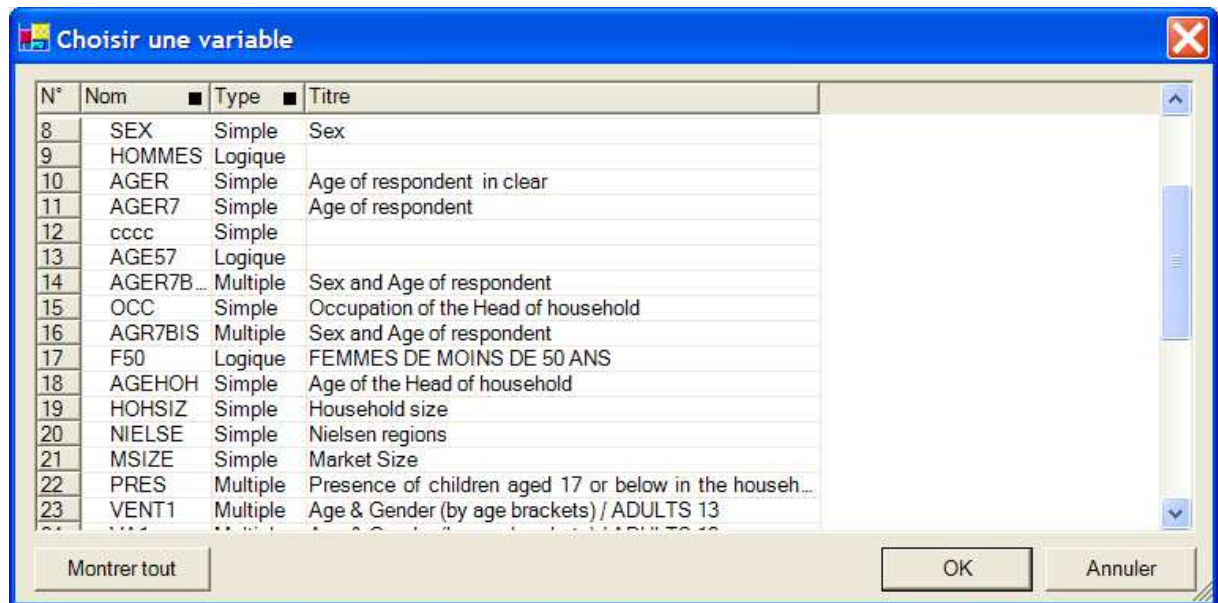 Choisir une variable
N° Nom Type Titre
8 SEX Simple Sex
9 HOMMES Logique
10 AGER Simple Age of respondent in clear
11 AGER7 Simple Age of respondent
12 cccc Simple
13 AGE57 Logique
14 AGER7B... Multiple Sex and Age of respondent
15 OCC Simple Occupation of the Head of household
16 AGR7BIS Multiple Sex and Age of respondent
17 F50 Logique FEMMES DE MOINS DE 50 ANS
18 AGEHOH Simple Age of the Head of household
19 HOHSIZ Simple Household size
20 NIELSE Simple Nielsen regions
21 MSIZE Simple Market Size
22 PRES Multiple Presence of children aged 17 or below in the househ...
23 VENT1 Multiple Age & Gender (by age brackets) / ADULTS 13
Montrer tout OK Annuler